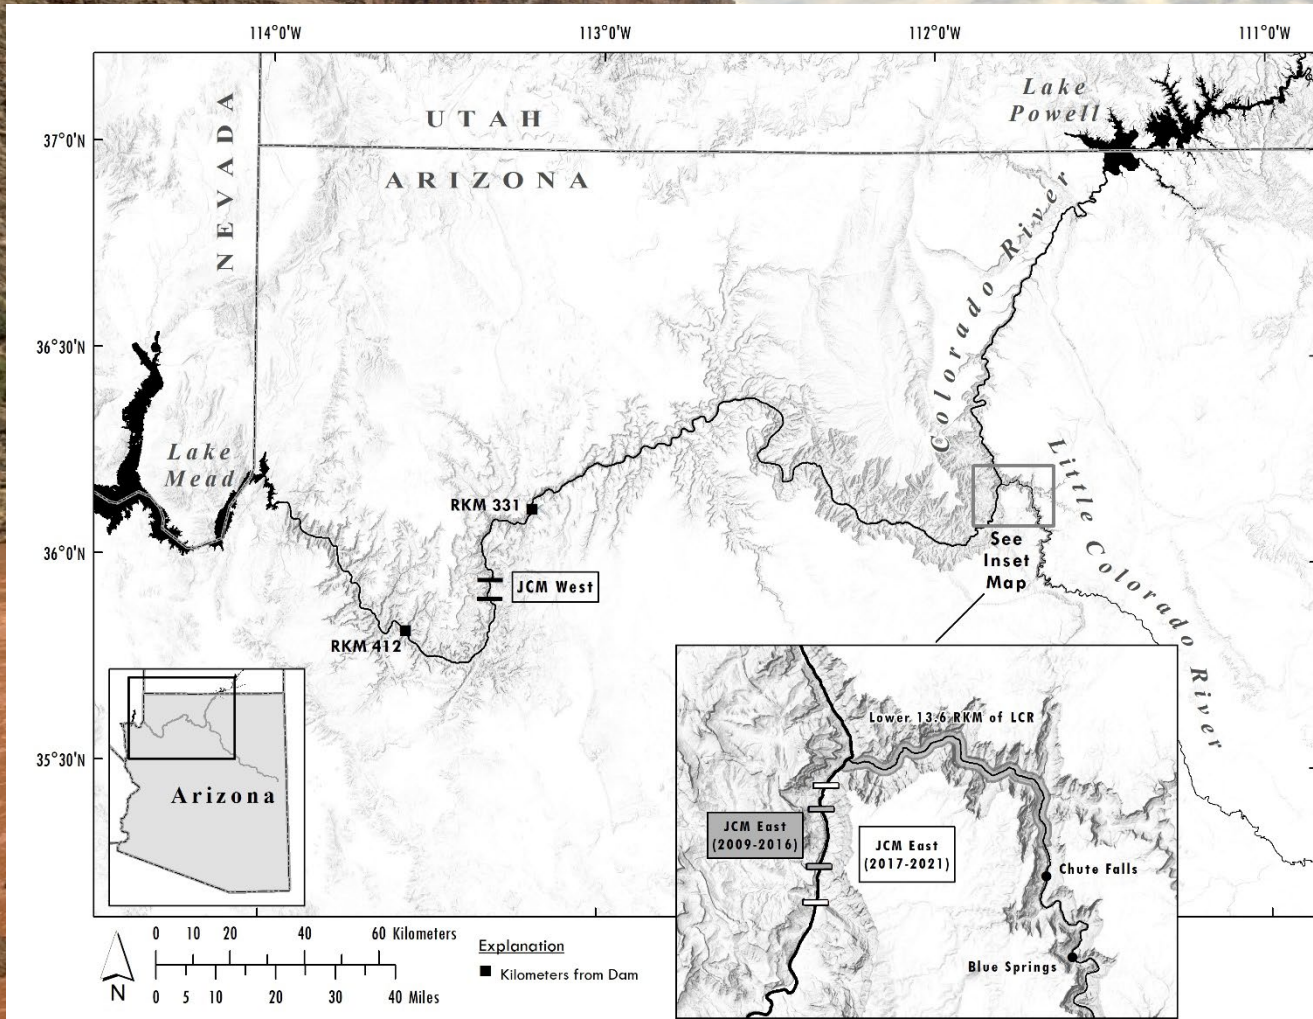 114°0'W
113°0'W
112°0'W
111°0'W
37°0'N
36°30'N
36°0'N
35°30'N
NEVADA
UTAH
ARIZONA
Lake
Powell
Colorado River
Lake
Mead
RKM 331
JCM West
RKM 412
See
Inset
Map
Little Colorado River
Arizona
Lower 13.6 RKM of LCR
JCM East
(2009-2016)
JCM East
(2017-2021)
Chute Falls
Blue Springs
N
0 10 20 40 60 Kilometers
0 5 10 20 30 40 Miles
Explanation
Kilometers from Dam